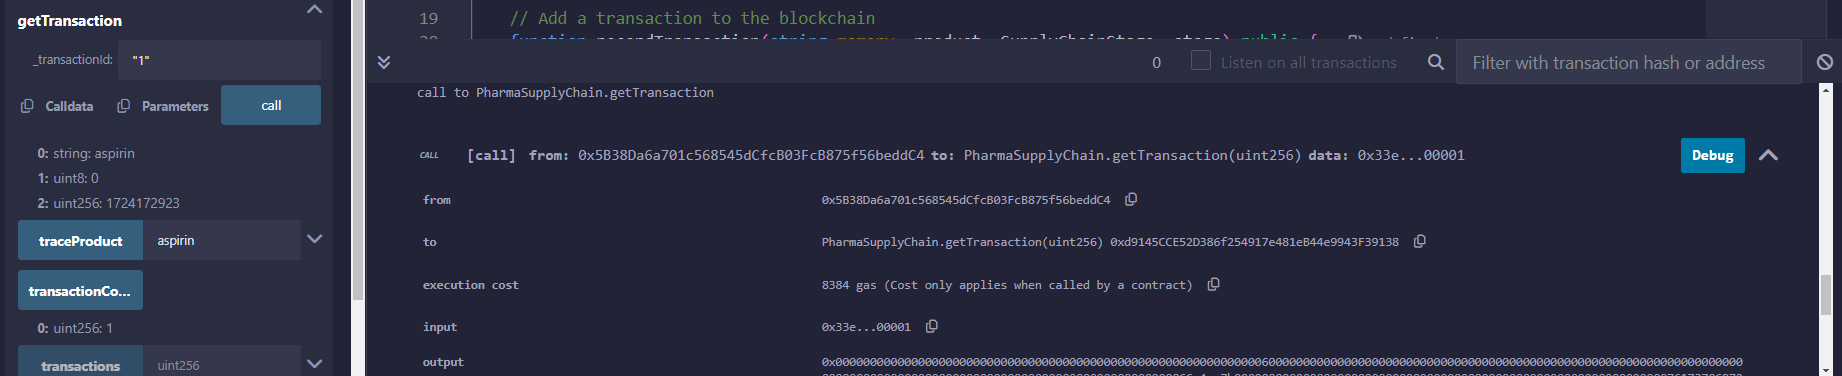 getTransaction
_transactionId: "1"
Calldata Parameters call
0: string: aspirin
1: uint8: 0
2: uint256: 1724172923
traceProduct aspirin
transactionCo...
0: uint256: 1
transactions uint256
19 // Add a transaction to the blockchain
0 Listen on all transactions Filter with transaction hash or address
call to PharmaSupplyChain.getTransaction
CALL [call] from: 0x5B38Da6a701c568545dCfcB03FcB875f56beddC4 to: PharmaSupplyChain.getTransaction(uint256) data: 0x33e...00001 Debug
from 0x5B38Da6a701c568545dCfcB03FcB875f56beddC4
to PharmaSupplyChain.getTransaction(uint256) 0xd9145CCE52D386f254917e481eB44e9943F39138
execution cost 8384 gas (Cost only applies when called by a contract)
input 0x33e...00001
output